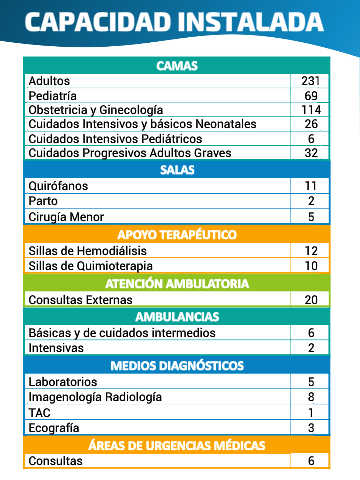 CAPACIDAD INSTALADA
CAMAS
Adultos 231
Pediatría 69
Obstetricia y Ginecología 114
Cuidados Intensivos y básicos Neonatales 26
Cuidados Intensivos Pediátricos 6
Cuidados Progresivos Adultos Graves 32
SALAS
Quirófanos 11
Parto 2
Cirugía Menor 5
APOYO TERAPÉUTICO
Sillas de Hemodiálisis 12
Sillas de Quimioterapia 10
ATENCIÓN AMBULATORIA
Consultas Externas 20
AMBULANCIAS
Básicas y de cuidados intermedios 6
Intensivas 2
MEDIOS DIAGNÓSTICOS
Laboratorios 5
Imagenología Radiología 8
TAC 1
Ecografía 3
ÁREAS DE URGENCIAS MÉDICAS
Consultas 6